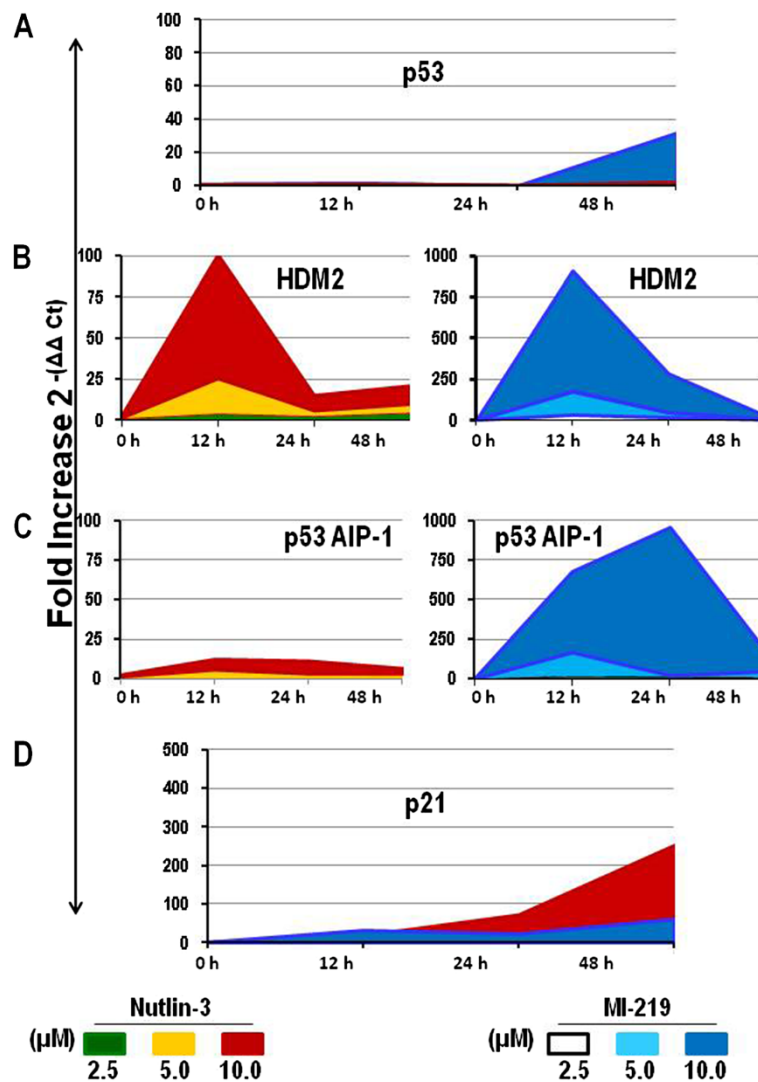 A
100
80
60
40
20
0
p53
0 h 12 h 24 h 48 h
Fold Increase 2 -(ΔΔ Ct)
B
100
75
50
25
0
HDM2
0 h 12 h 24 h 48 h
1000
750
500
250
0
HDM2
0 h 12 h 24 h 48 h
C
100
75
50
25
0
p53 AIP-1
0 h 12 h 24 h 48 h
1000
750
500
250
0
p53 AIP-1
0 h 12 h 24 h 48 h
D
500
400
300
200
100
0
p21
0 h 12 h 24 h 48 h
Nutlin-3
(µM)
2.5 5.0 10.0
MI-219
(µM)
2.5 5.0 10.0